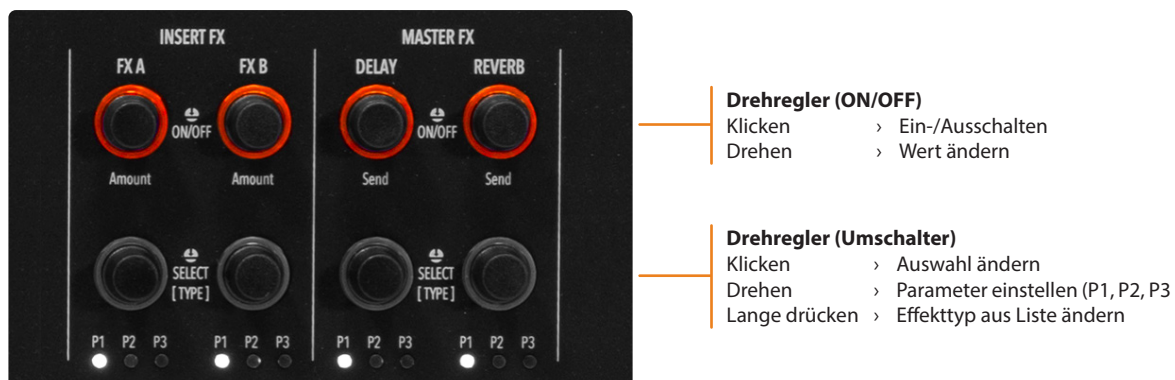 INSERT FX
MASTER FX
FX A
FX B
DELAY
REVERB
ON/OFF
ON/OFF
Amount
Amount
Send
Send
SELECT
[ TYPE ]
SELECT
[ TYPE ]
P1 P2 P3
P1 P2 P3
P1 P2 P3
P1 P2 P3
Drehregler (ON/OFF)
Klicken › Ein-/Ausschalten
Drehen › Wert ändern
Drehregler (Umschalter)
Klicken › Auswahl ändern
Drehen › Parameter einstellen (P1, P2, P3
Lange drücken › Effekttyp aus Liste ändern